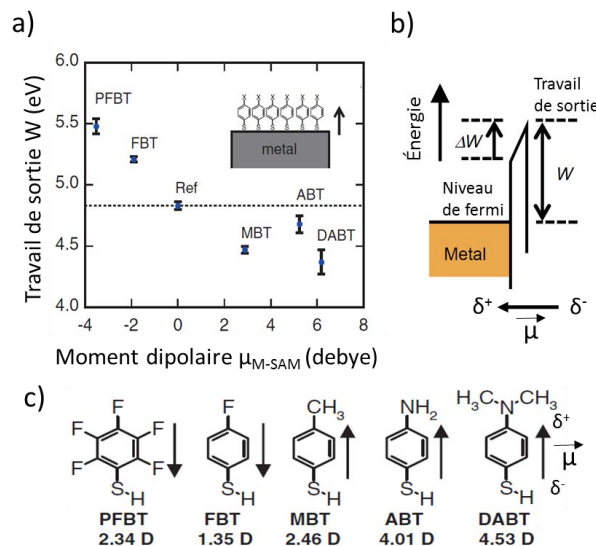 a)
Travail de sortie W (eV)
6.0
5.5
5.0
4.5
4.0
PFBT
FBT
Ref
MBT
ABT
DABT
X X X X X X
S S S S S S
metal
-4 -2 0 2 4 6 8
Moment dipolaire μM-SAM (debye)
b)
Énergie
Travail
de sortie
ΔW
W
Niveau
de fermi
Metal
δ+ δ-
μ
c)
F
F F
F F
S
H
PFBT
2.34 D
F
S
H
FBT
1.35 D
CH3
S
H
MBT
2.46 D
NH2
S
H
ABT
4.01 D
H3C CH3
N
S
H
DABT
4.53 D
δ+
μ
δ-